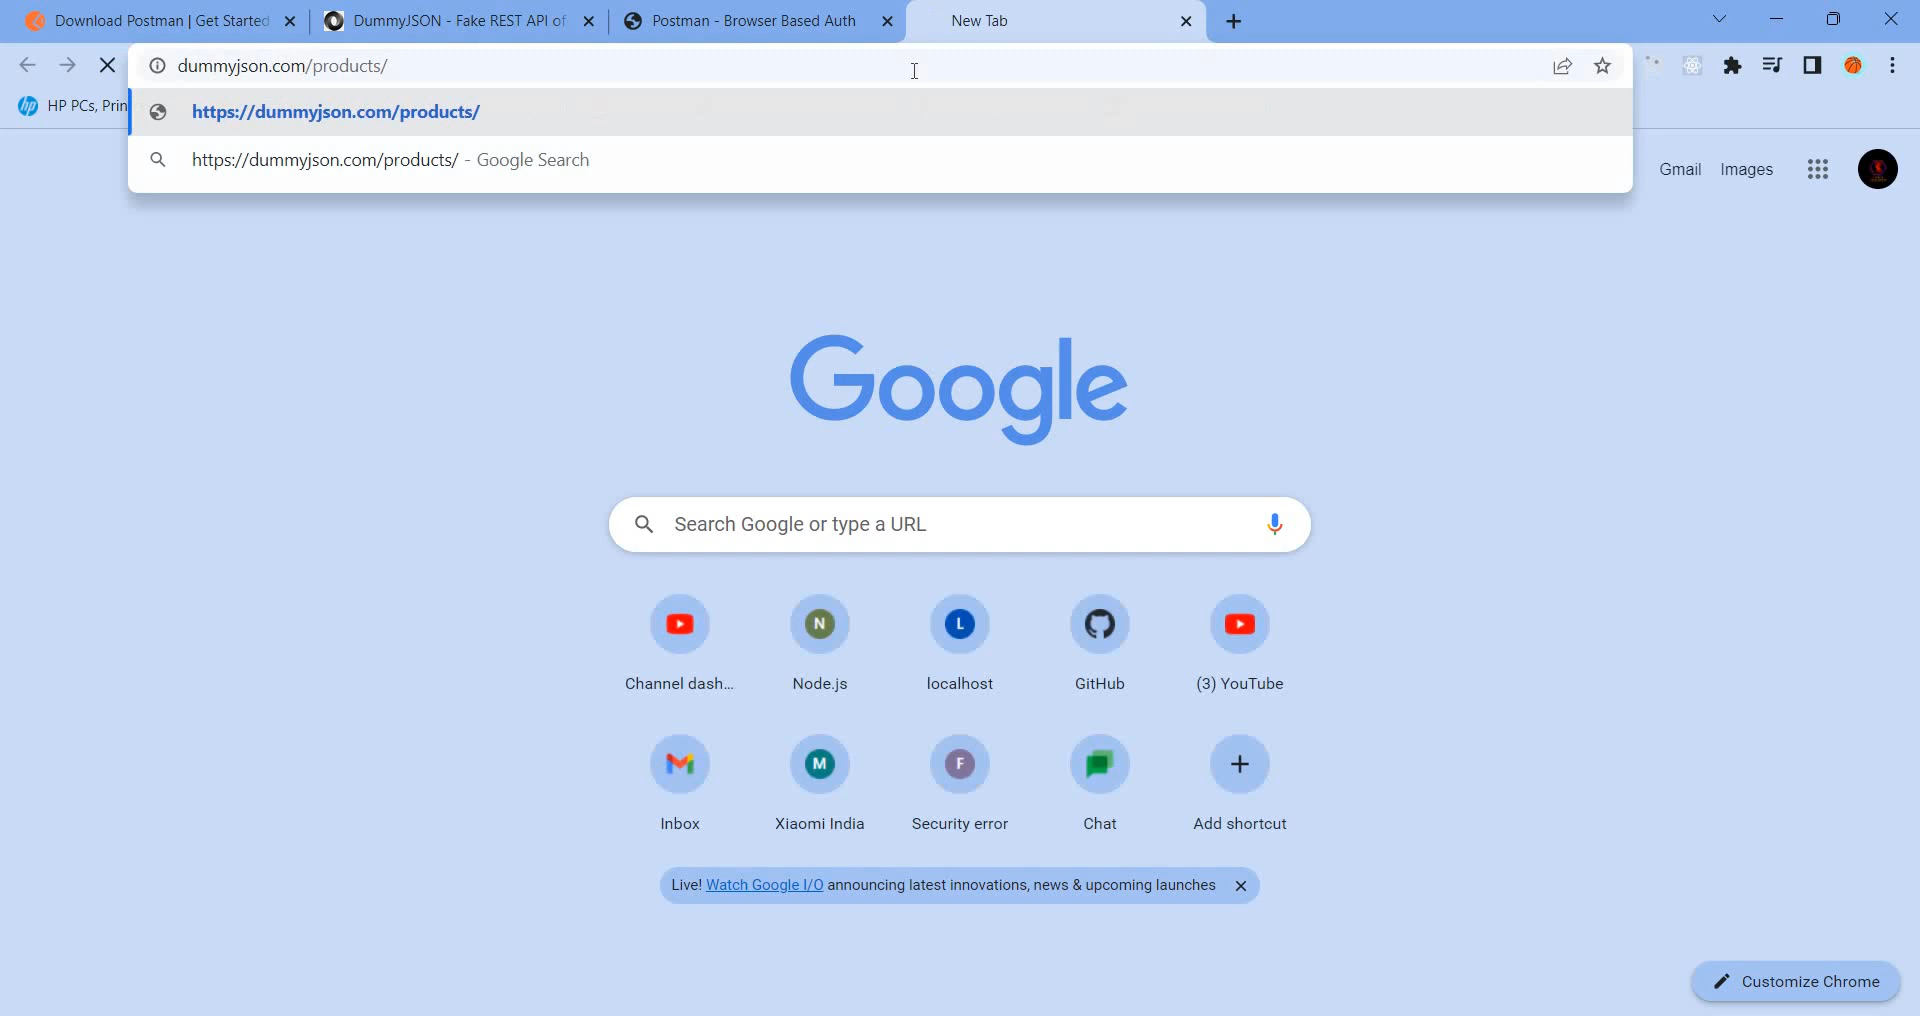 Download Postman | Get Started
DummyJSON - Fake REST API of
Postman - Browser Based Auth
New Tab
dummyjson.com/products/
HP PCs, Prin
https://dummyjson.com/products/
https://dummyjson.com/products/ - Google Search
Gmail Images
Google
Search Google or type a URL
N L
Channel dash... Node.js localhost GitHub (3) YouTube
M F
Inbox Xiaomi India Security error Chat Add shortcut
Live! Watch Google I/O announcing latest innovations, news & upcoming launches
Customize Chrome